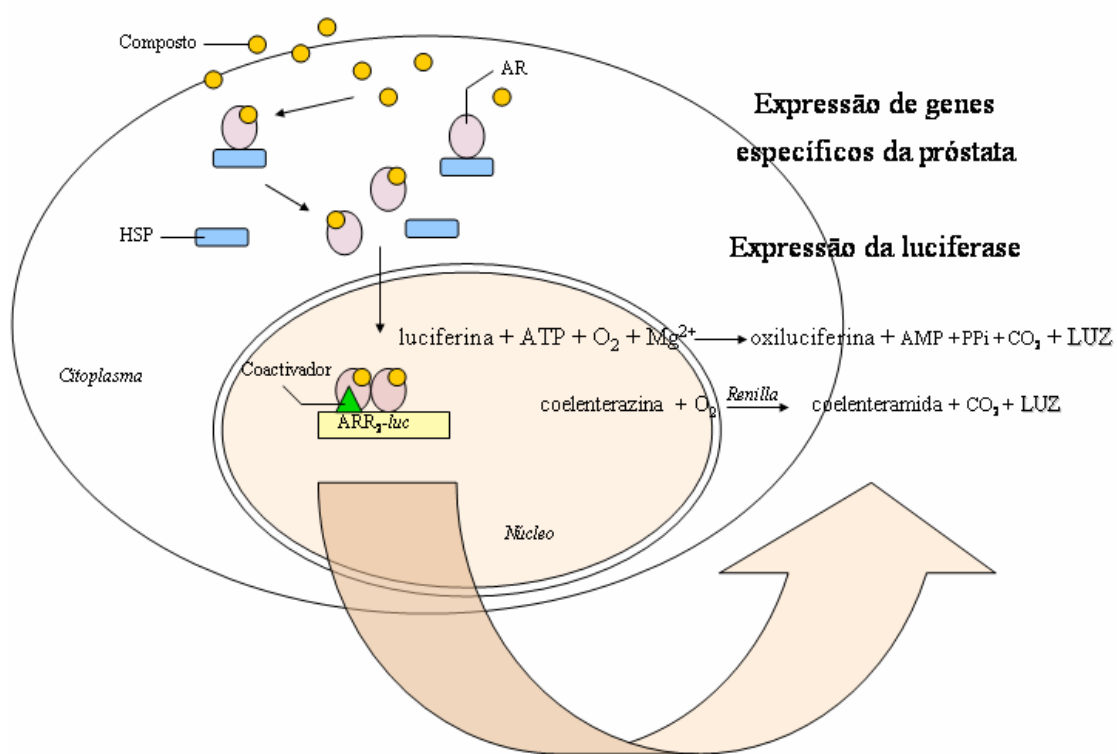 Composto
AR
Expressão de genes
específicos da próstata
HSP
Expressão da luciferase
luciferina + ATP + O₂ + Mg²⁺ → oxiluciferina + AMP + PPi + CO₂ + LUZ
Citoplasma
Coactivador
coelenterazina + O₂ Renilla → coelenteramida + CO₂ + LUZ
ARR₂-luc
Núcleo